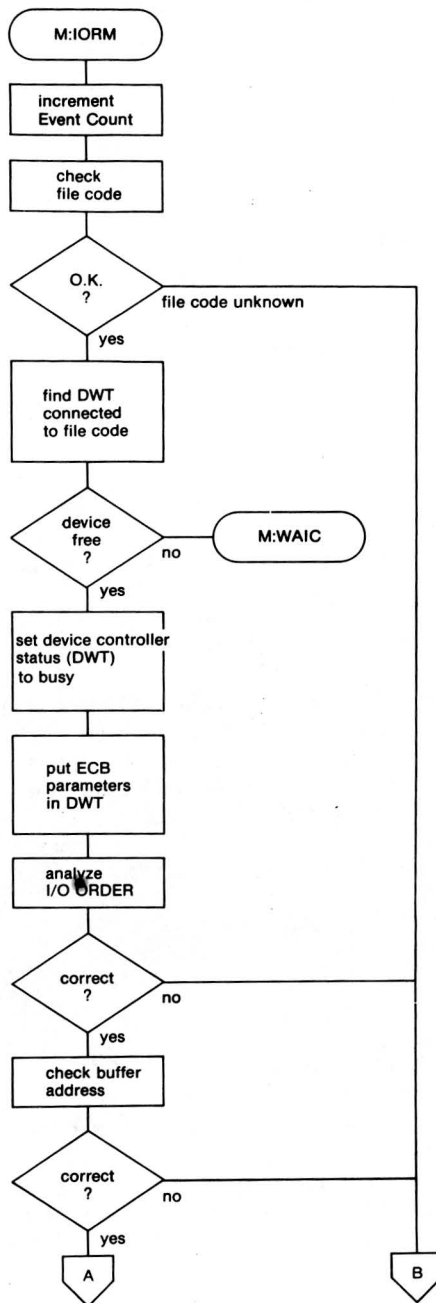 M:IORM
increment
Event Count
check
file code
O.K.
?
file code unknown
yes
find DWT
connected
to file code
device
free
?
no
M:WAIC
yes
set device controller
status (DWT)
to busy
put ECB
parameters
in DWT
analyze
I/O ORDER
correct
?
no
yes
check buffer
address
correct
?
no
yes
A
B